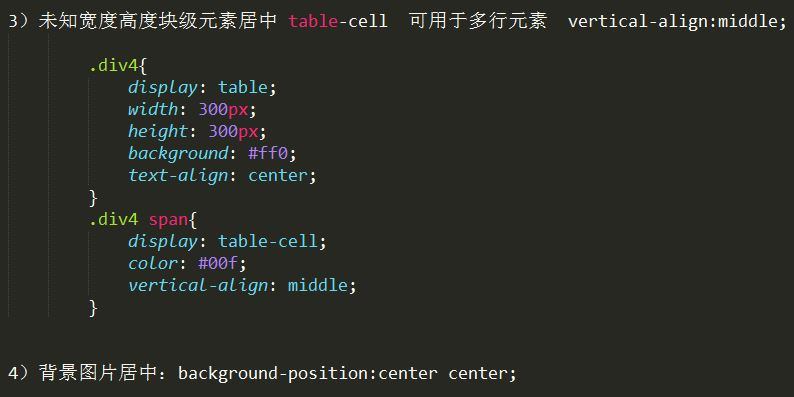 3）未知宽度高度块级元素居中 table-cell  可用于多行元素  vertical-align:middle;
.div4{
display: table;
width: 300px;
height: 300px;
background: #ff0;
text-align: center;
}
.div4 span{
display: table-cell;
color: #00f;
vertical-align: middle;
}
4）背景图片居中：background-position:center center;